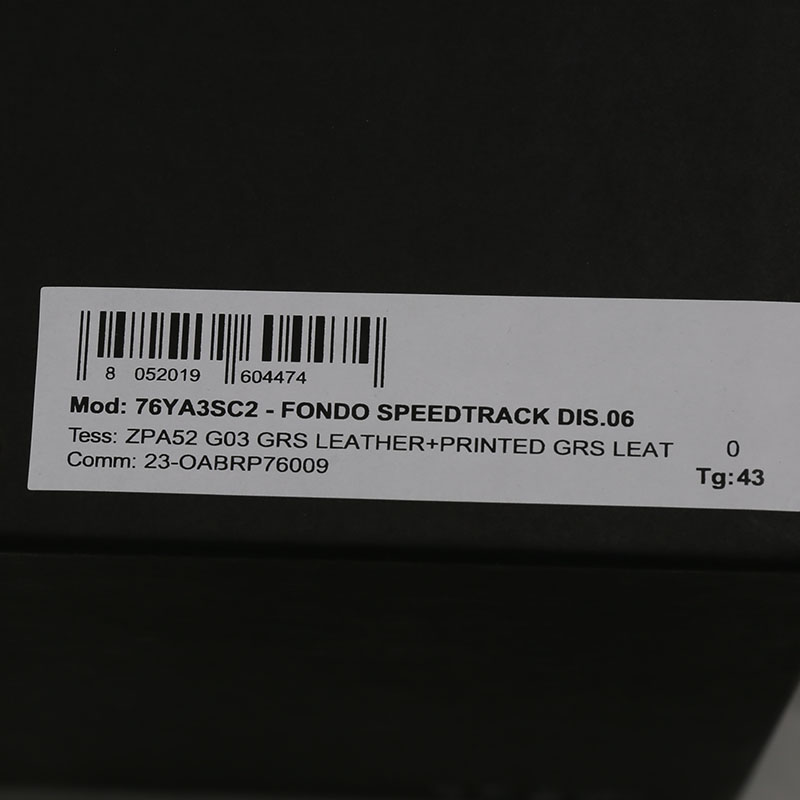 8 052019 604474
Mod: 76YA3SC2 - FONDO SPEEDTRACK DIS.06
Tess: ZPA52 G03 GRS LEATHER+PRINTED GRS LEAT 0
Comm: 23-OABRP76009 Tg:43